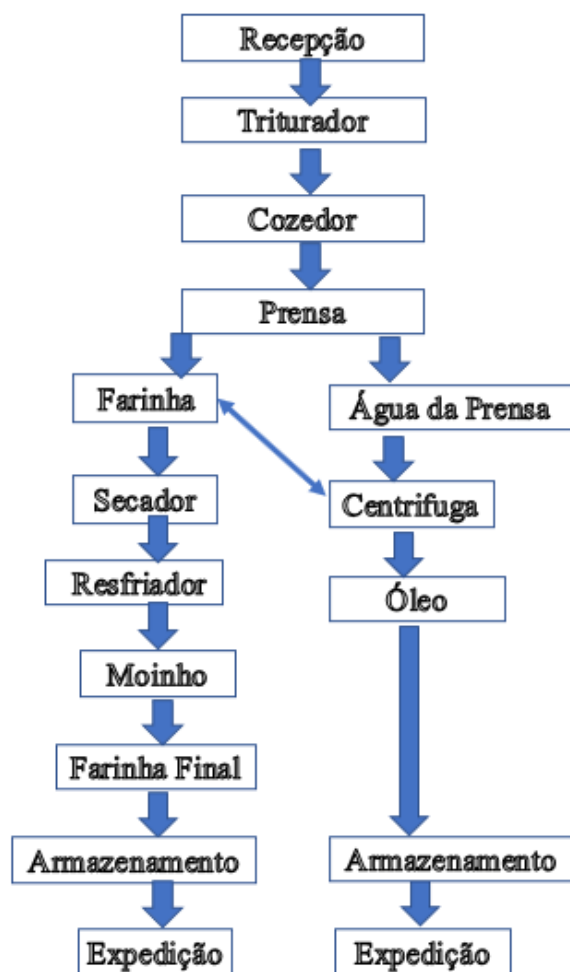 Recepção
Triturador
Cozedor
Prensa
Farinha
Água da Prensa
Secador
Centrifuga
Resfriador
Óleo
Moinho
Farinha Final
Armazenamento
Armazenamento
Expedição
Expedição